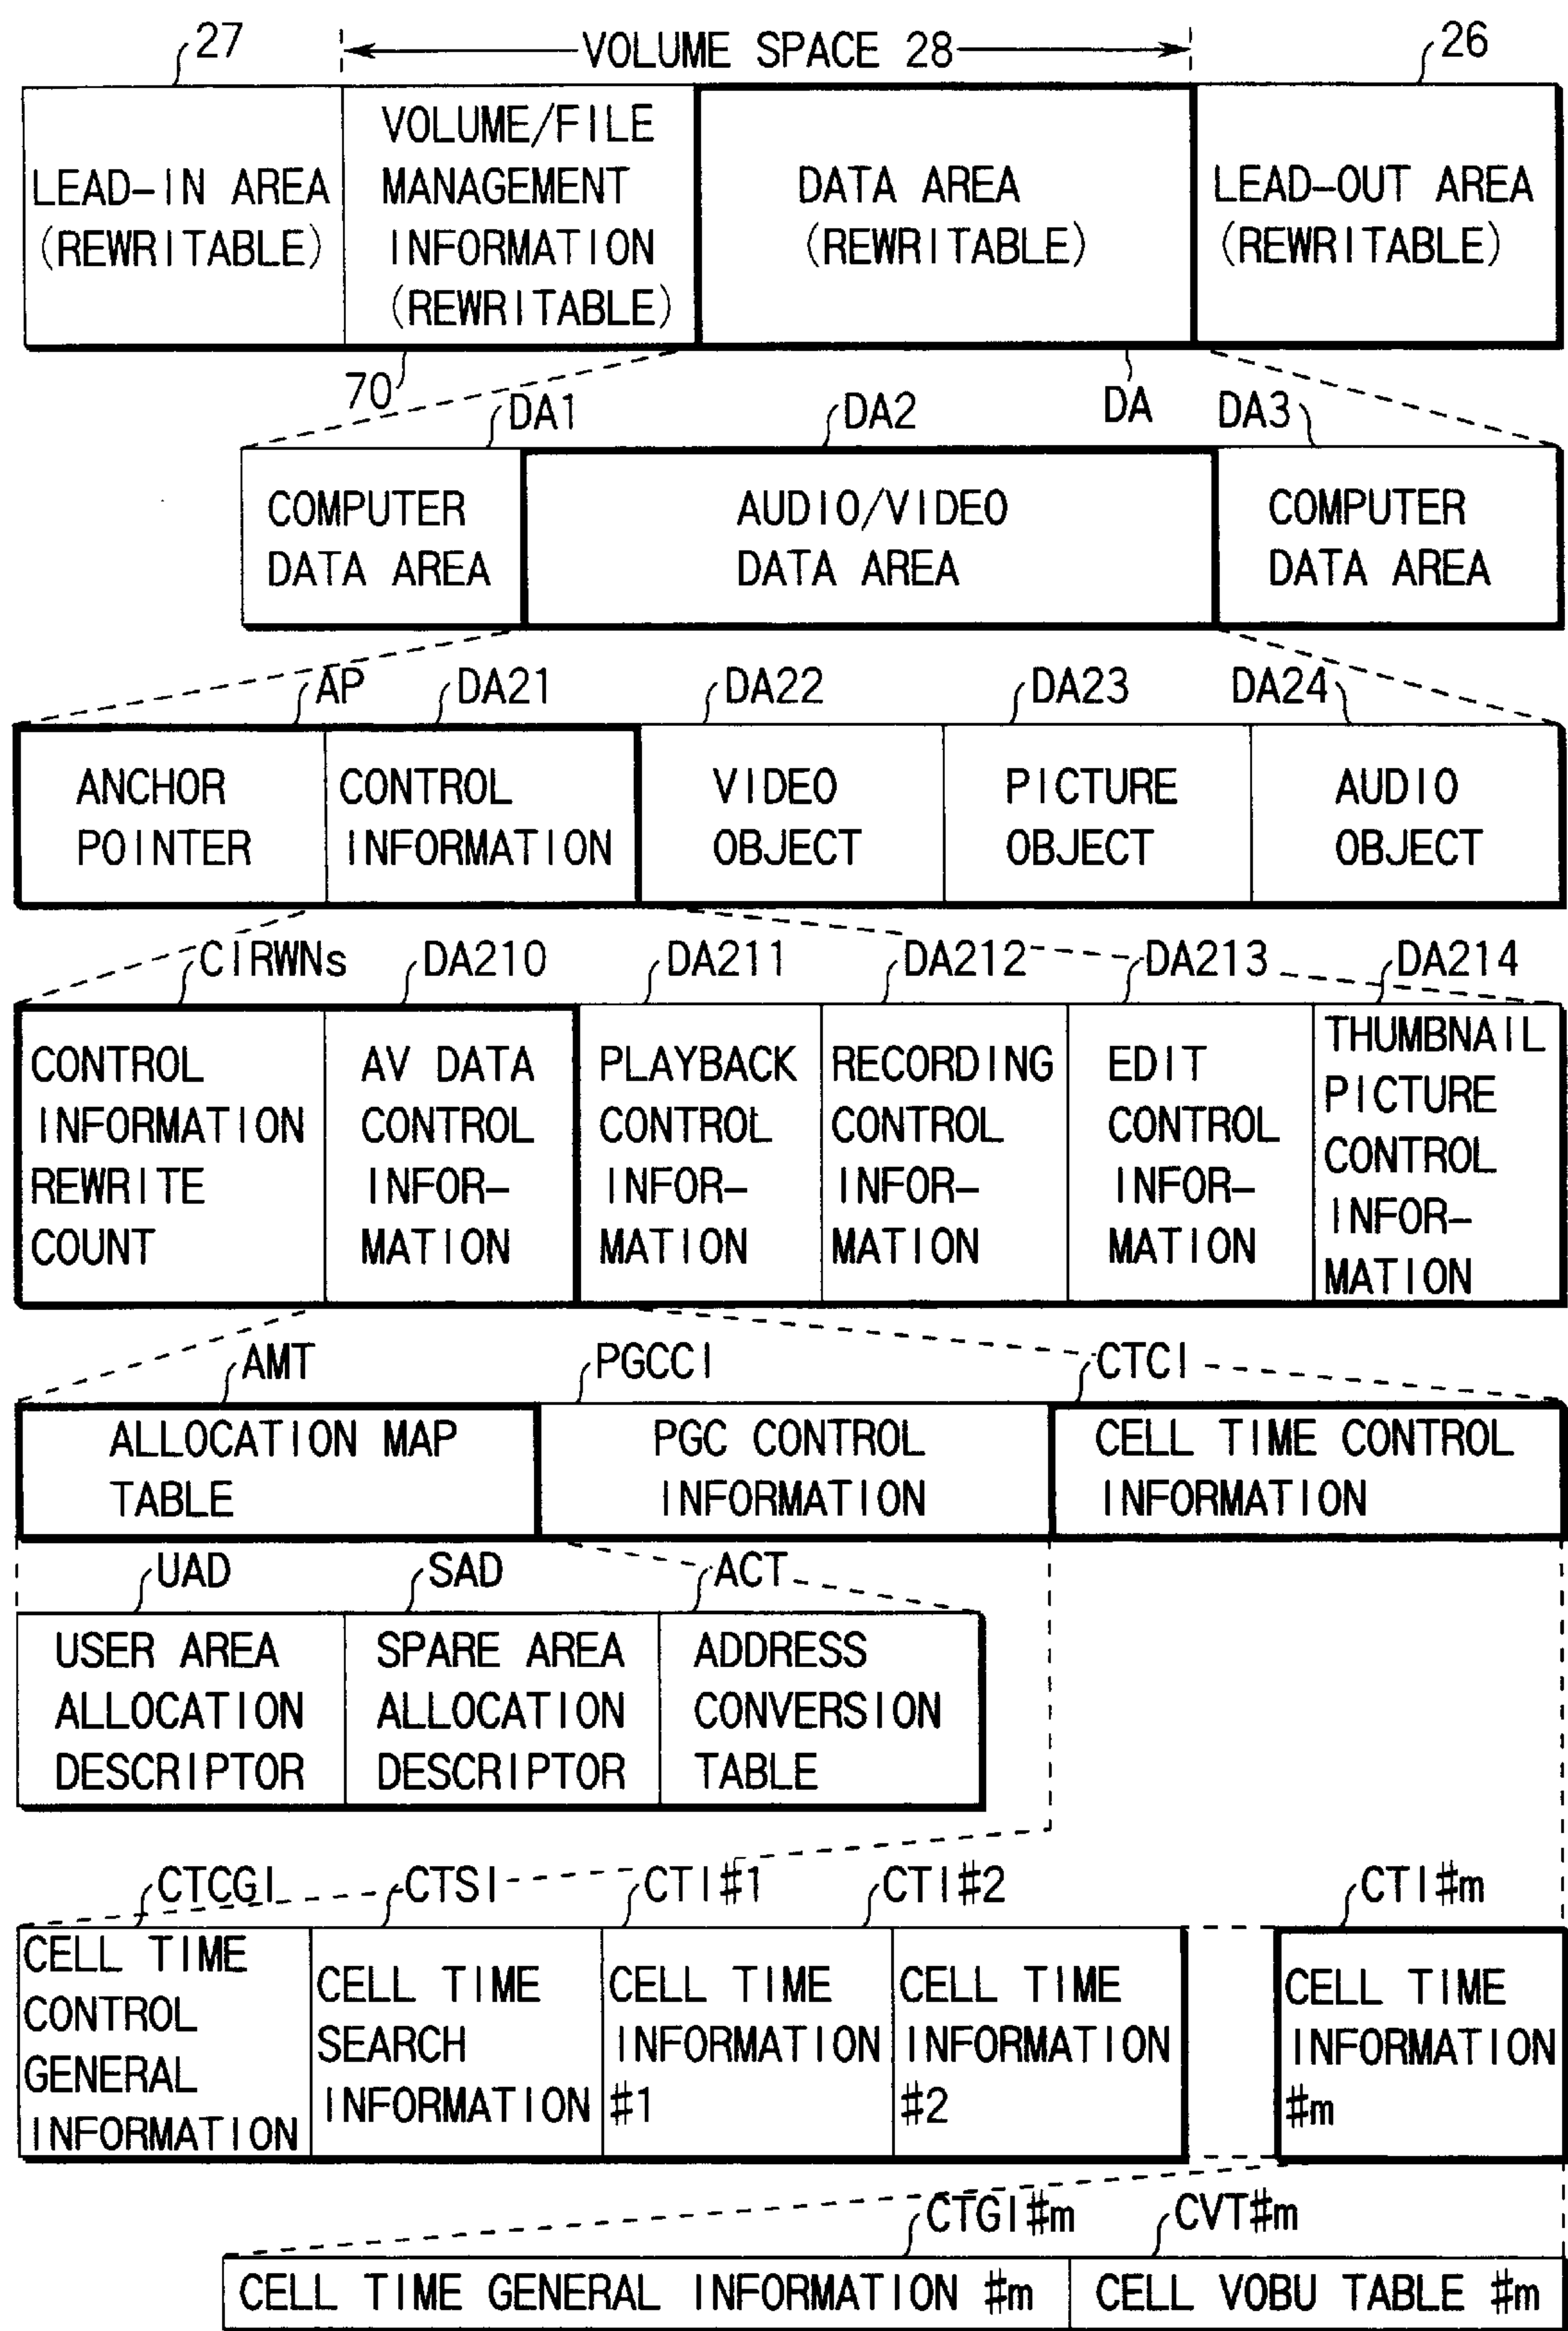 27
VOLUME SPACE 28
26
LEAD-IN AREA
(REWRITABLE)
VOLUME/FILE
MANAGEMENT
INFORMATION
(REWRITABLE)
DATA AREA
(REWRITABLE)
LEAD-OUT AREA
(REWRITABLE)
70
DA
DA1
DA2
DA3
COMPUTER
DATA AREA
AUDIO/VIDEO
DATA AREA
COMPUTER
DATA AREA
AP
DA21
DA22
DA23
DA24
ANCHOR
POINTER
CONTROL
INFORMATION
VIDEO
OBJECT
PICTURE
OBJECT
AUDIO
OBJECT
CIRWNs
DA210
DA211
DA212
DA213
DA214
CONTROL
INFORMATION
REWRITE
COUNT
AV DATA
CONTROL
INFOR-
MATION
PLAYBACK
CONTROL
INFOR-
MATION
RECORDING
CONTROL
INFOR-
MATION
EDIT
CONTROL
INFOR-
MATION
THUMBNAIL
PICTURE
CONTROL
INFOR-
MATION
AMT
PGCCI
CTCI
ALLOCATION MAP
TABLE
PGC CONTROL
INFORMATION
CELL TIME CONTROL
INFORMATION
UAD
SAD
ACT
USER AREA
ALLOCATION
DESCRIPTOR
SPARE AREA
ALLOCATION
DESCRIPTOR
ADDRESS
CONVERSION
TABLE
CTCGI
CTSI
CTI#1
CTI#2
CTI#m
CELL TIME
CONTROL
GENERAL
INFORMATION
CELL TIME
SEARCH
INFORMATION
CELL TIME
INFORMATION
#1
CELL TIME
INFORMATION
#2
CELL TIME
INFORMATION
#m
CTGI#m
CVT#m
CELL TIME GENERAL INFORMATION #m
CELL VOBU TABLE #m